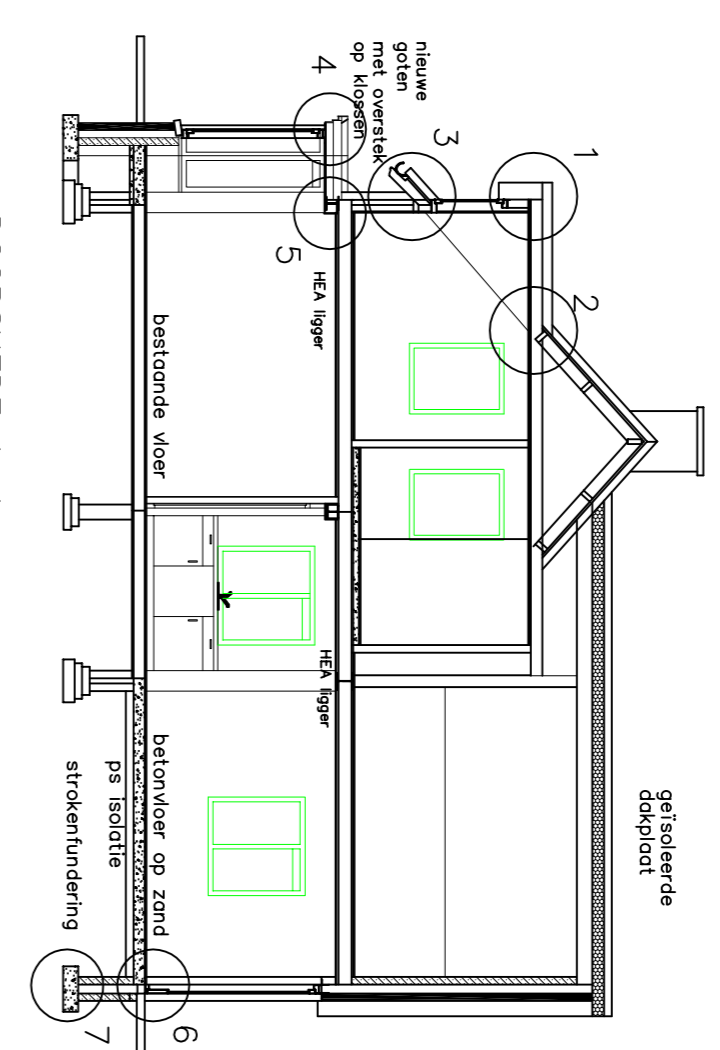 nieuwe
goten
met overstek
op klossen
1
2
3
4
5
HEA ligger
HEA ligger
geïsoleerde
dakplaat
bestaande vloer
betonvloer op zand
ps isolatie
strokenfundering
6
7